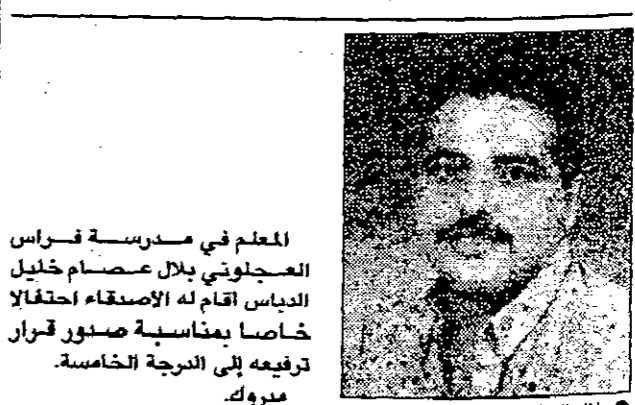 المعلم في مدرسة فراس
العجلوني بلال عصام خليل
الدباس اقام له الأصدقاء احتفالا
خاصا بمناسبة صدور قرار
ترفيعه إلى الدرجة الخامسة.
مبروك.